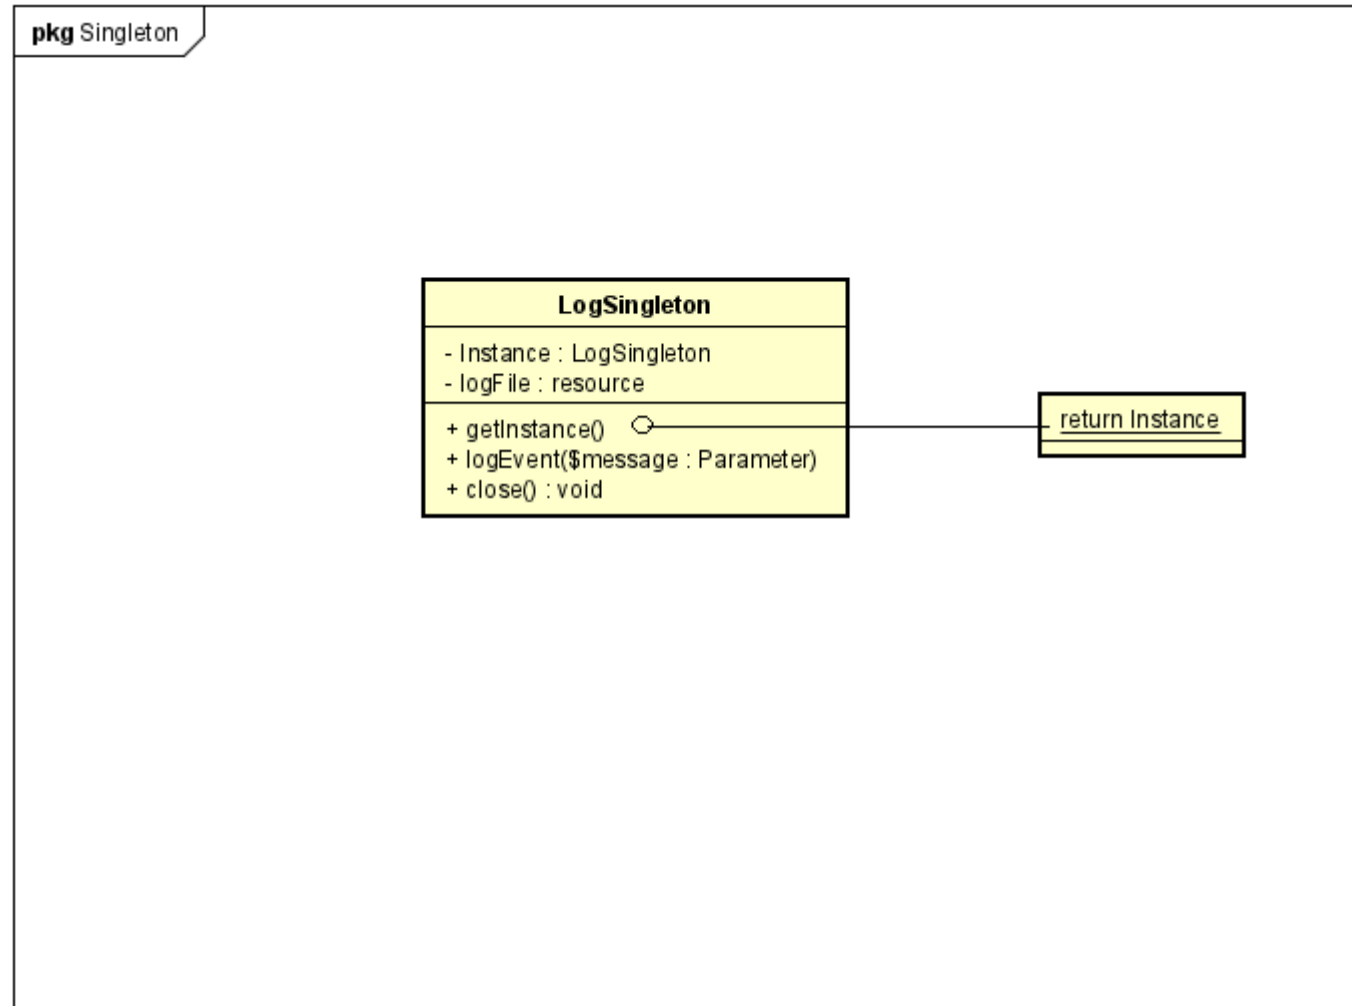 pkg Singleton
LogSingleton
- Instance : LogSingleton
- logFile : resource
+ getInstance()
+ logEvent($message : Parameter)
+ close() : void
return Instance